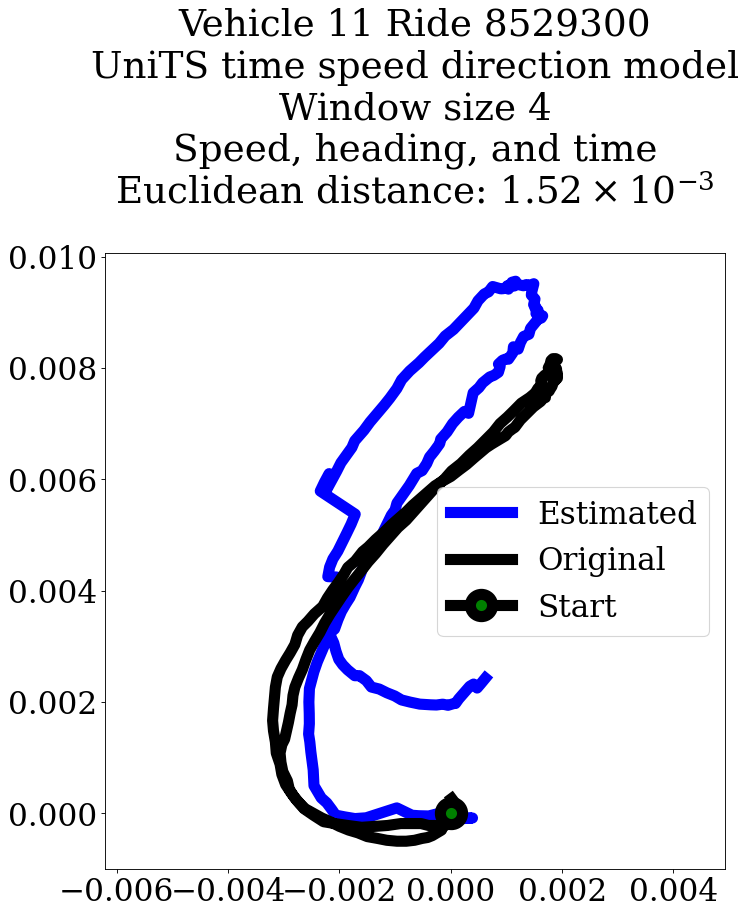 Vehicle 11 Ride 8529300
UniTS time speed direction model
Window size 4
Speed, heading, and time
Euclidean distance: 1.52 × 10⁻³
0.010
0.008
0.006
0.004
0.002
0.000
Estimated
Original
Start
−0.006 −0.004 −0.002 0.000 0.002 0.004